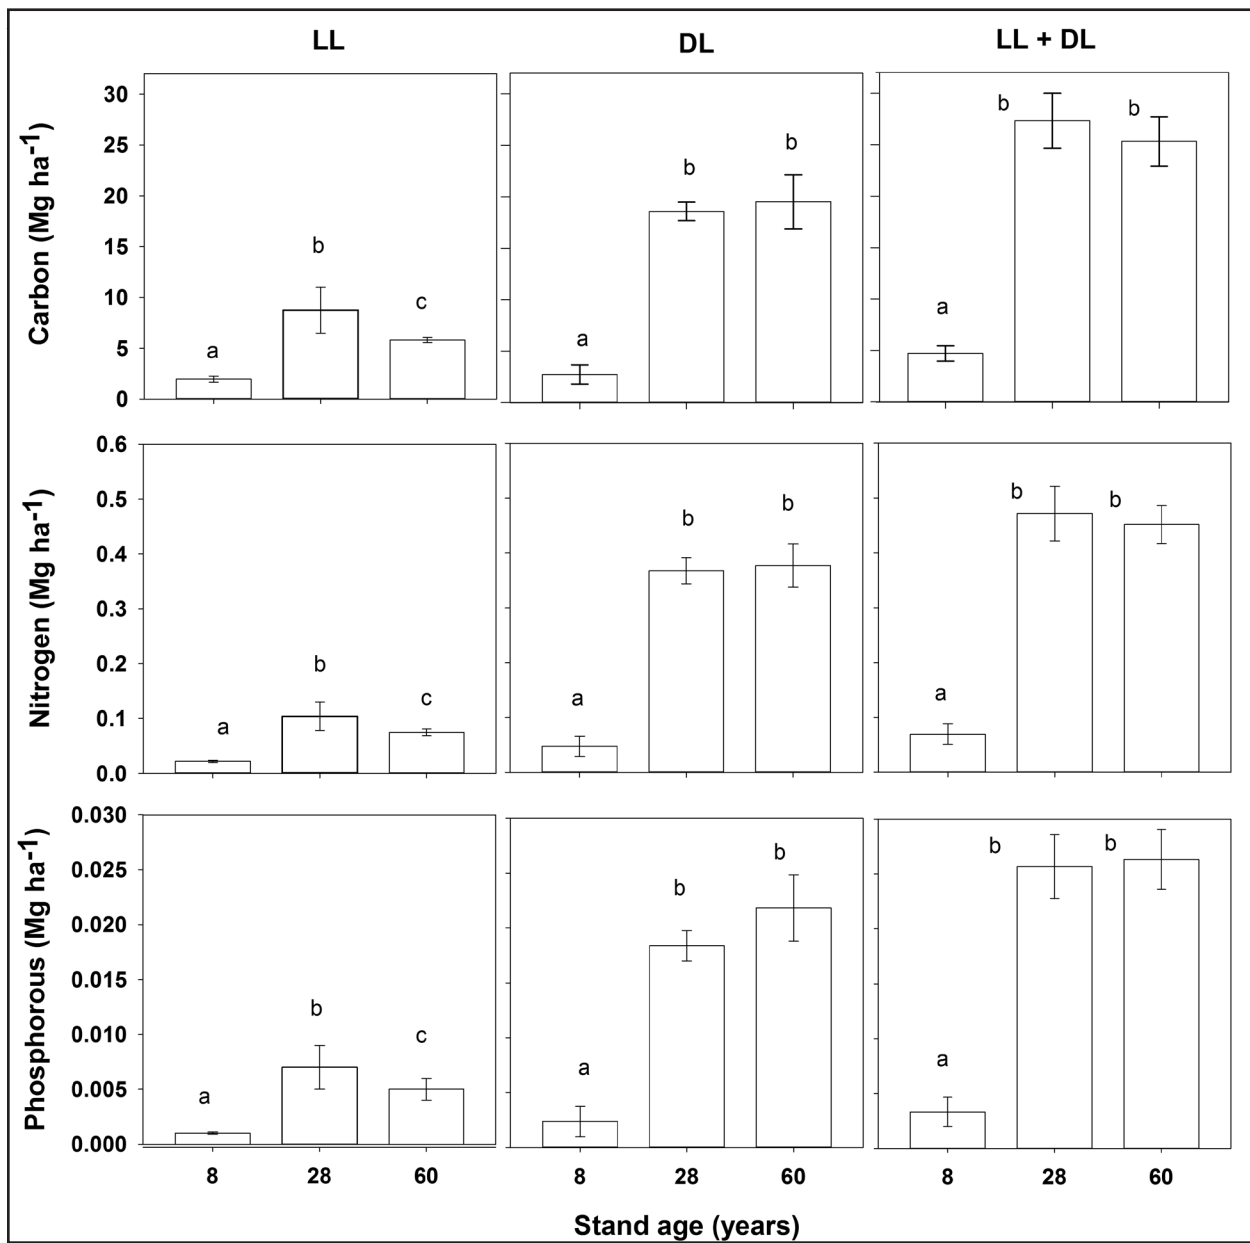 LL DL LL + DL
Carbon (Mg ha-1)
30
25
20
15
10
5
0
a b c
a b b
a b b
Nitrogen (Mg ha-1)
0.6
0.5
0.4
0.3
0.2
0.1
0.0
a b c
a b b
a b b
Phosphorous (Mg ha-1)
0.030
0.025
0.020
0.015
0.010
0.005
0.000
a b c
a b b
a b b
8 28 60 8 28 60 8 28 60
Stand age (years)